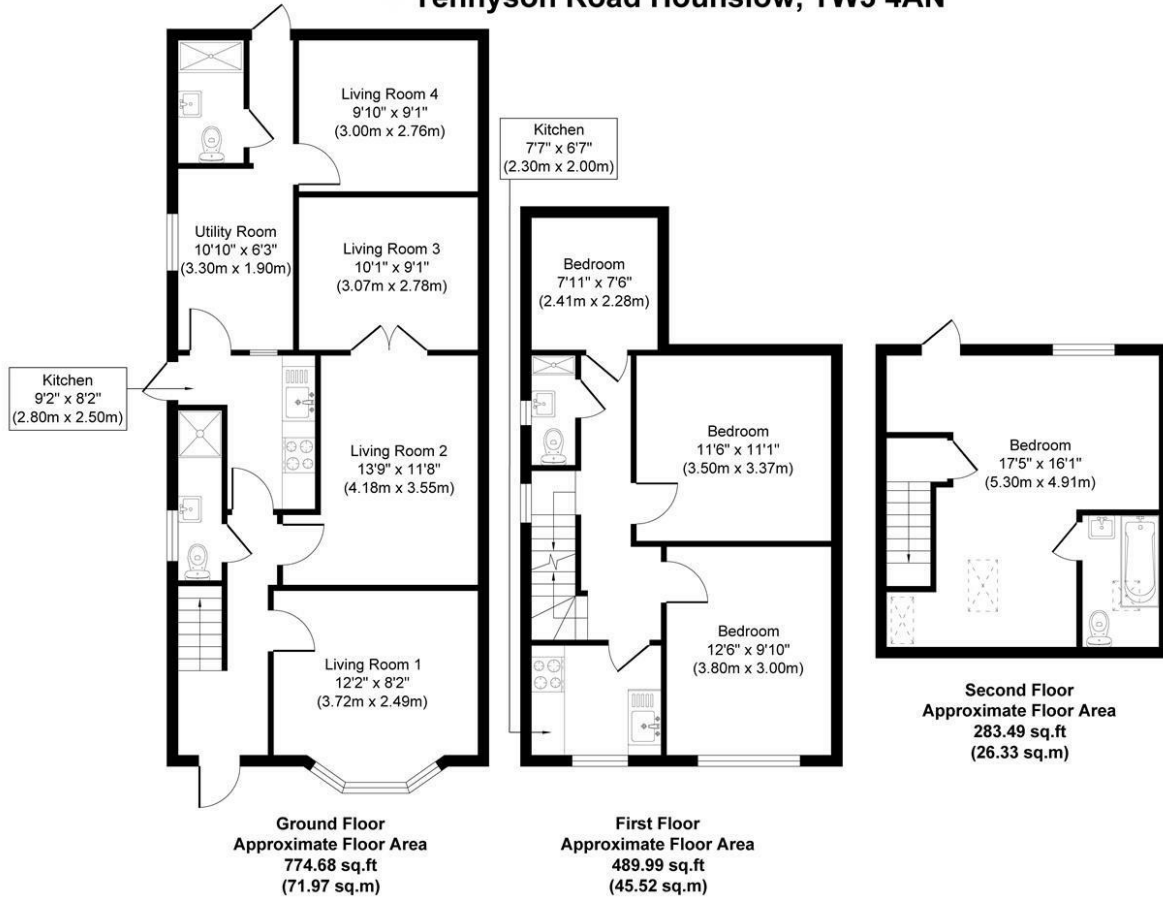 Tennyson Road Hounslow, TW5 4AN
Living Room 4
9'10" x 9'1"
(3.00m x 2.76m)
Kitchen
7'7" x 6'7"
(2.30m x 2.00m)
Utility Room
10'10" x 6'3"
(3.30m x 1.90m)
Living Room 3
10'1" x 9'1"
(3.07m x 2.78m)
Bedroom
7'11" x 7'6"
(2.41m x 2.28m)
Kitchen
9'2" x 8'2"
(2.80m x 2.50m)
Living Room 2
13'9" x 11'8"
(4.18m x 3.55m)
Bedroom
11'6" x 11'1"
(3.50m x 3.37m)
Bedroom
17'5" x 16'1"
(5.30m x 4.91m)
Living Room 1
12'2" x 8'2"
(3.72m x 2.49m)
Bedroom
12'6" x 9'10"
(3.80m x 3.00m)
Second Floor
Approximate Floor Area
283.49 sq.ft
(26.33 sq.m)
Ground Floor
Approximate Floor Area
774.68 sq.ft
(71.97 sq.m)
First Floor
Approximate Floor Area
489.99 sq.ft
(45.52 sq.m)